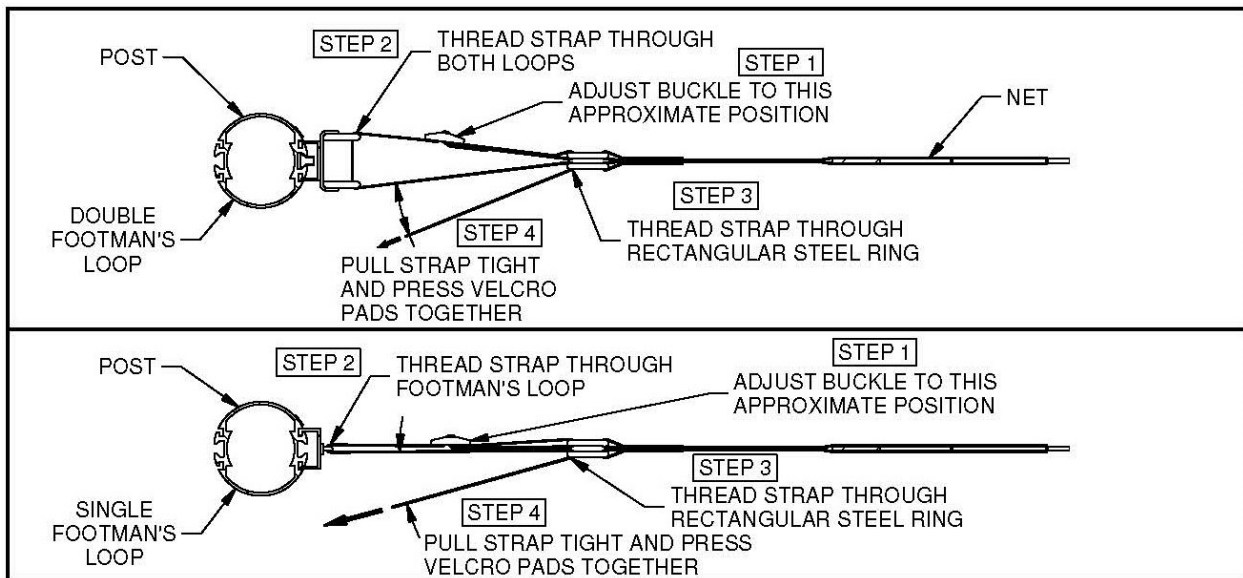 POST
STEP 2
THREAD STRAP THROUGH
BOTH LOOPS
STEP 1
ADJUST BUCKLE TO THIS
APPROXIMATE POSITION
NET
DOUBLE
FOOTMAN'S
LOOP
STEP 3
THREAD STRAP THROUGH
RECTANGULAR STEEL RING
STEP 4
PULL STRAP TIGHT
AND PRESS VELCRO
PADS TOGETHER
POST
STEP 2
THREAD STRAP THROUGH
FOOTMAN'S LOOP
STEP 1
ADJUST BUCKLE TO THIS
APPROXIMATE POSITION
SINGLE
FOOTMAN'S
LOOP
STEP 3
THREAD STRAP THROUGH
RECTANGULAR STEEL RING
STEP 4
PULL STRAP TIGHT AND PRESS
VELCRO PADS TOGETHER